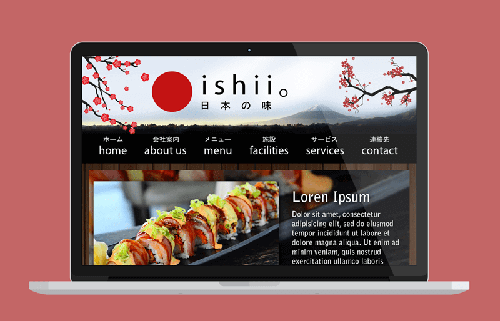 ishii。
日本の味
ホーム 会社案内 メニュー 施設 サービス 連絡先
home about us menu facilities services contact
Loren Ipsum
Dolor sit amet, consectetur
adipisicing elit, sed do eiusmod
tempor incididunt ut labore et
dolore magna aliqua. Ut enim ad
minim veniam, quis nostrud
exercitation ullamco laboris